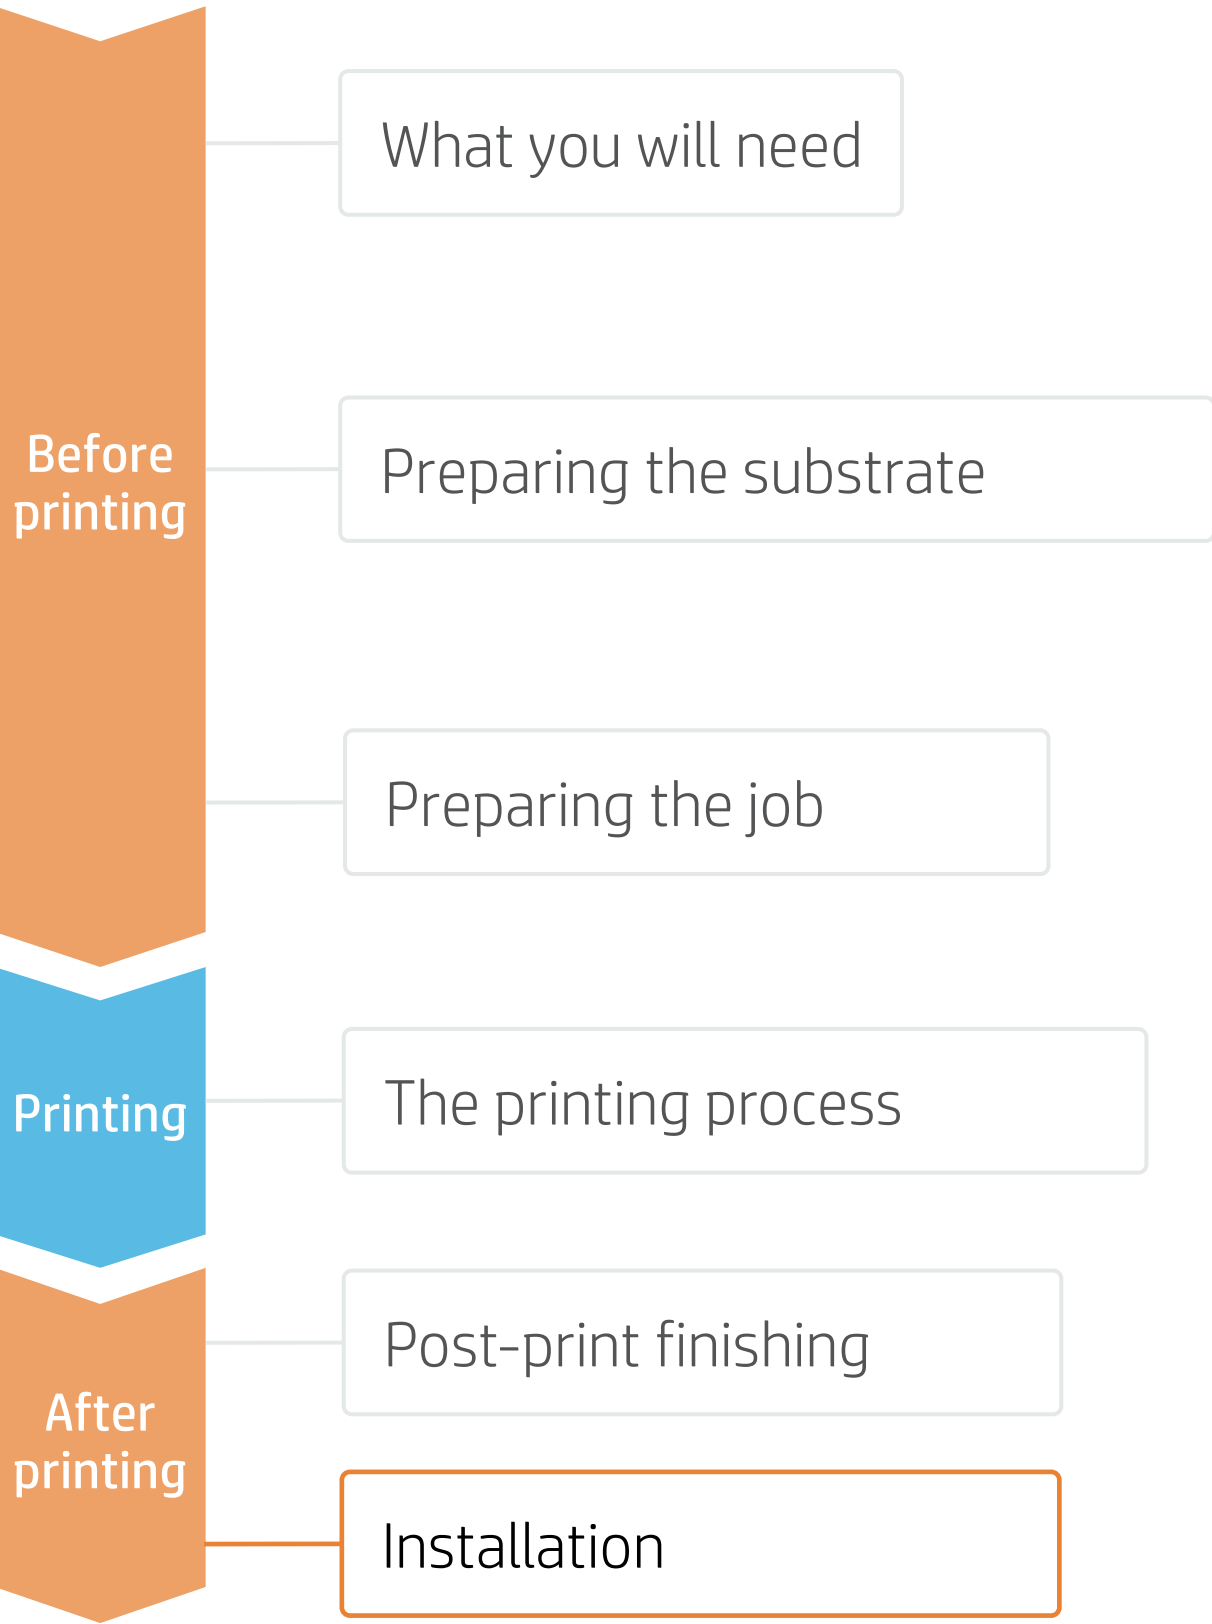 What you will need
Before
printing
Preparing the substrate
Preparing the job
Printing
The printing process
After
printing
Post-print finishing
Installation